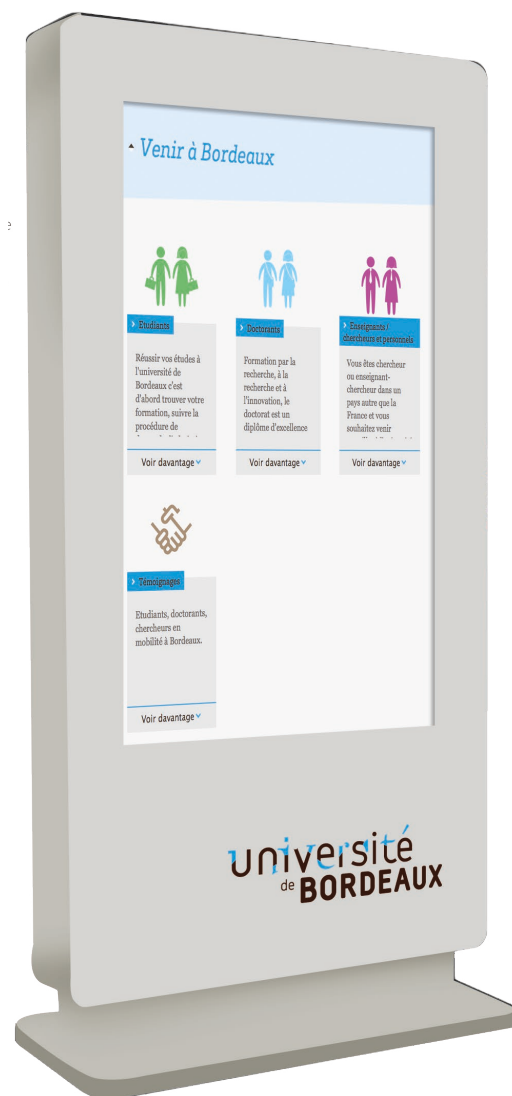 e
Venir à Bordeaux
Etudiants
Réussir vos études à
l'université de
Bordeaux c'est
d'abord trouver votre
formation, suivre la
procédure de
Voir davantage
Doctorants
Formation par la
recherche, à la
recherche et à
l'innovation, le
doctorat est un
diplôme d'excellence
Voir davantage
Enseignants /
chercheurs et personnels
Vous êtes chercheur
ou enseignant-
chercheur dans un
pays autre que la
France et vous
souhaitez venir
Voir davantage
Témoignages
Etudiants, doctorants,
chercheurs en
mobilité à Bordeaux.
Voir davantage
université
de BORDEAUX